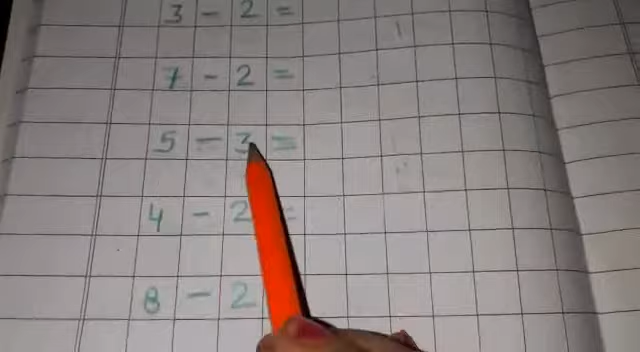 3 - 2 =
7 - 2 =
5 - 3 =
4 - 2 =
8 - 2